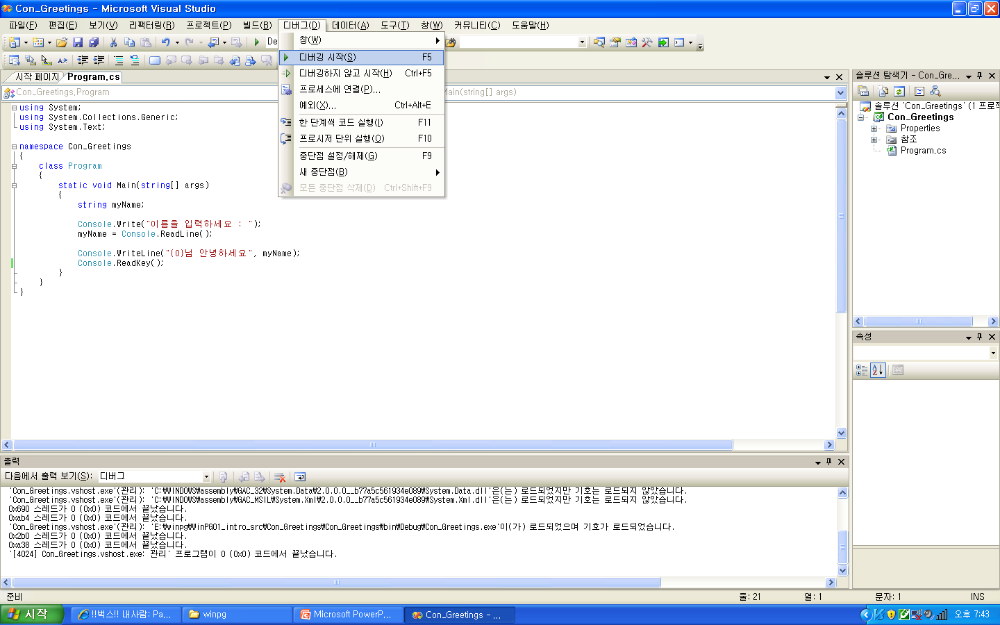 Con_Greetings - Microsoft Visual Studio
파일(F) 편집(E) 보기(V) 리팩터링(R) 프로젝트(P) 빌드(B) 디버그(D) 데이터(A) 도구(T) 창(W) 커뮤니티(C) 도움말(H)
De
창(W)
디버깅 시작(S) F5
디버깅하지 않고 시작(H) Ctrl+F5
프로세스에 연결(P)...
예외(X)... Ctrl+Alt+E
한 단계씩 코드 실행(I) F11
프로시저 단위 실행(O) F10
중단점 설정/해제(G) F9
새 중단점(B)
모든 중단점 삭제(D) Ctrl+Shift+F9
시작 페이지 Program.cs
Con_Greetings.Program
Main(string[] args)
using System;
using System.Collections.Generic;
using System.Text;
namespace Con_Greetings
{
class Program
{
static void Main(string[] args)
{
string myName;
Console.Write("이름을 입력하세요 : ");
myName = Console.ReadLine();
Console.WriteLine("{0}님 안녕하세요", myName);
Console.ReadKey();
}
}
}
솔루션 탐색기 - Con_Gre...
솔루션 'Con_Greetings' (1 프로젝
Con_Greetings
Properties
참조
Program.cs
속성
출력
다음에서 출력 보기(S): 디버그
'Con_Greetings.vshost.exe'(관리): 'C:₩WINDOWS₩assembly₩GAC_32₩System.Data₩2.0.0.0__b77a5c561934e089₩System.Data.dll'은(는) 로드되었지만 기호는 로드되지 않았습니다.
'Con_Greetings.vshost.exe'(관리): 'C:₩WINDOWS₩assembly₩GAC_MSIL₩System.Xml₩2.0.0.0__b77a5c561934e089₩System.Xml.dll'은(는) 로드되었지만 기호는 로드되지 않았습니다.
0x690 스레드가 0 (0x0) 코드에서 끝났습니다.
0xab4 스레드가 0 (0x0) 코드에서 끝났습니다.
'Con_Greetings.vshost.exe'(관리): 'E:₩winpg₩WinPG01_intro_src₩Con_Greetings₩Con_Greetings₩bin₩Debug₩Con_Greetings.exe'이(가) 로드되었으며 기호가 로드되었습니다.
0x2b0 스레드가 0 (0x0) 코드에서 끝났습니다.
0xa38 스레드가 0 (0x0) 코드에서 끝났습니다.
'[4024] Con_Greetings.vshost.exe: 관리' 프로그램이 0 (0x0) 코드에서 끝났습니다.
준비 줄: 21 열: 1 문자: 1 INS
시작 !!벅스!! 내사람: Pa... winpg Microsoft PowerP... Con_Greetings - ... 오후 7:43